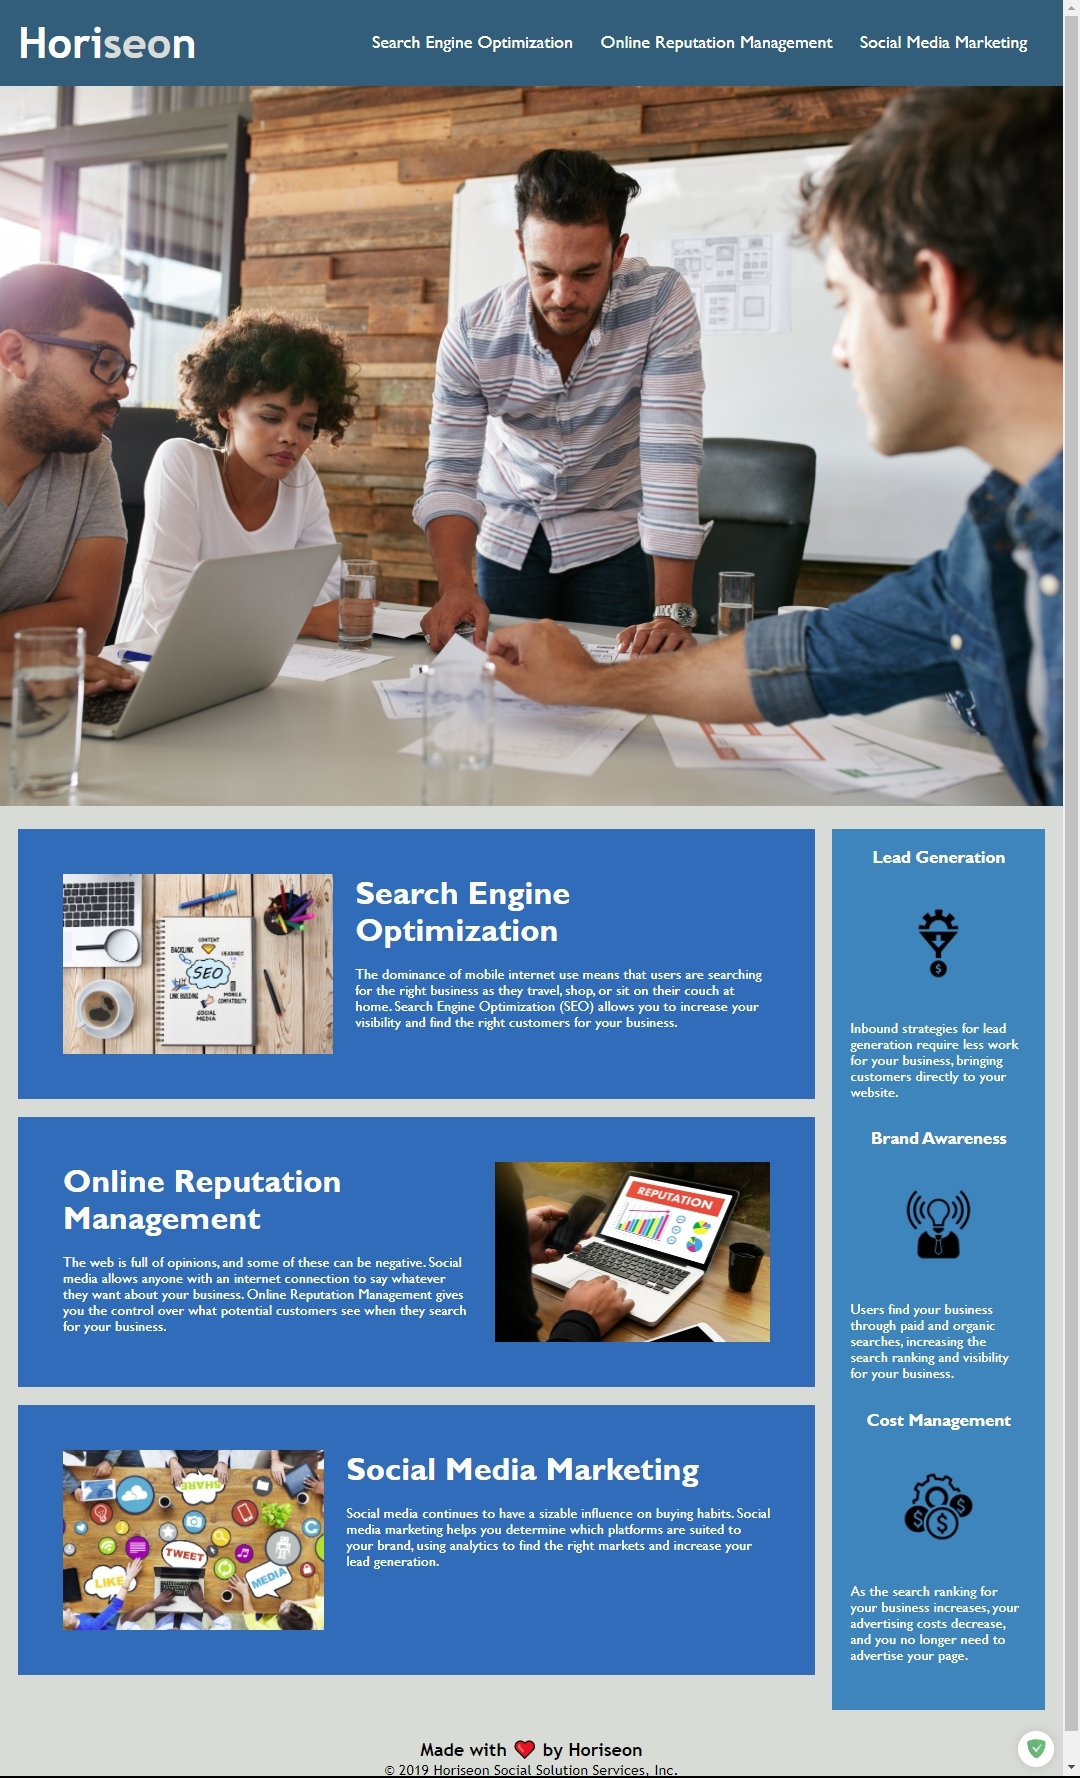 Horiseon
Search Engine Optimization Online Reputation Management Social Media Marketing
Search Engine
Optimization
The dominance of mobile internet use means that users are searching
for the right business as they travel, shop, or sit on their couch at
home. Search Engine Optimization (SEO) allows you to increase your
visibility and find the right customers for your business.
CONTENT
BACKLINK
HEADINGS
SEO
LINK BUILDING
MOBILE
COMPATIBILITY
SOCIAL
MEDIA
Online Reputation
Management
The web is full of opinions, and some of these can be negative. Social
media allows anyone with an internet connection to say whatever
they want about your business. Online Reputation Management gives
you the control over what potential customers see when they search
for your business.
REPUTATION
Social Media Marketing
Social media continues to have a sizable influence on buying habits. Social
media marketing helps you determine which platforms are suited to
your brand, using analytics to find the right markets and increase your
lead generation.
SHARE
TWEET
LIKE
MEDIA
Lead Generation
$
Inbound strategies for lead
generation require less work
for your business, bringing
customers directly to your
website.
Brand Awareness
Users find your business
through paid and organic
searches, increasing the
search ranking and visibility
for your business.
Cost Management
$ $ $
As the search ranking for
your business increases, your
advertising costs decrease,
and you no longer need to
advertise your page.
Made with ❤️ by Horiseon
© 2019 Horiseon Social Solution Services, Inc.